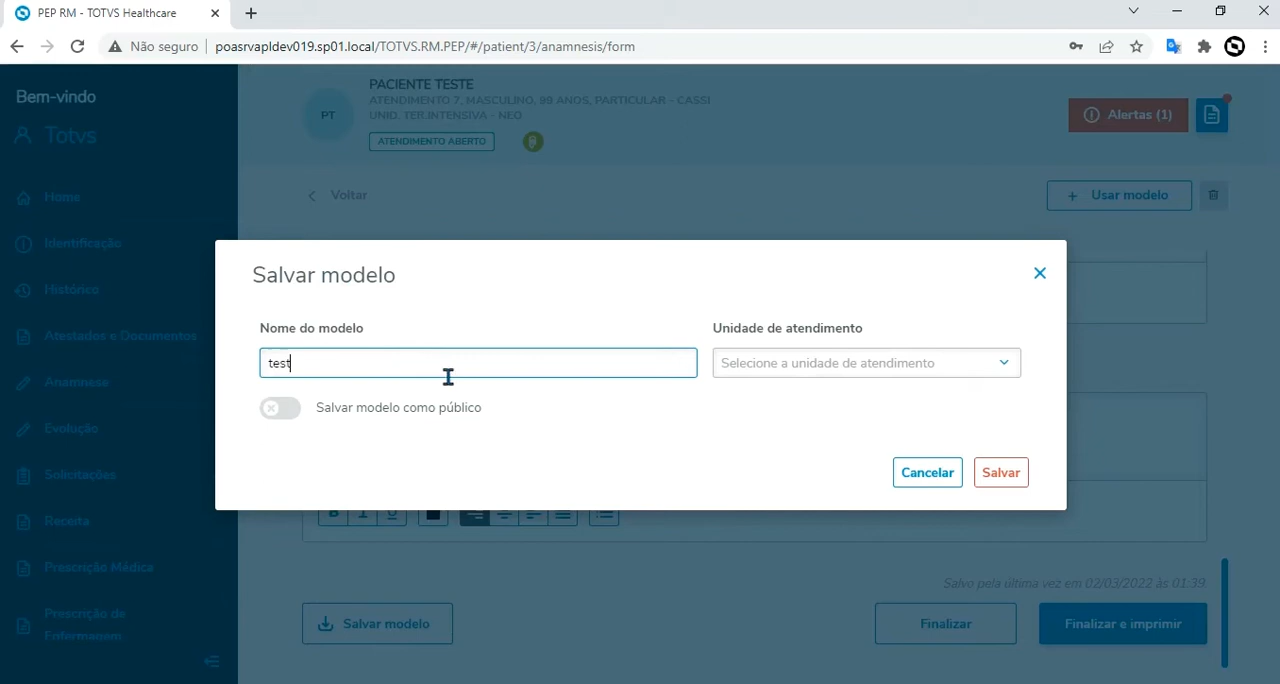 PEP RM - TOTVS Healthcare
Não seguro | poasrvapldev019.sp01.local/TOTVS.RM.PEP/#/patient/3/anamnesis/form
Bem-vindo
Totvs
Home
Identificação
Histórico
Atestados e Documentos
Anamnese
Evolução
Solicitações
Receita
Prescrição Médica
Prescrição de
Enfermagem
PT
PACIENTE TESTE
ATENDIMENTO 7, MASCULINO, 99 ANOS, PARTICULAR - CASSI
UNID. TER.INTENSIVA - NEO
ATENDIMENTO ABERTO
Alertas (1)
Voltar
Usar modelo
Salvar modelo
Nome do modelo
Unidade de atendimento
test
Selecione a unidade de atendimento
Salvar modelo como público
Cancelar
Salvar
B I U
Salvo pela última vez em 02/03/2022 às 01:39
Salvar modelo
Finalizar
Finalizar e imprimir